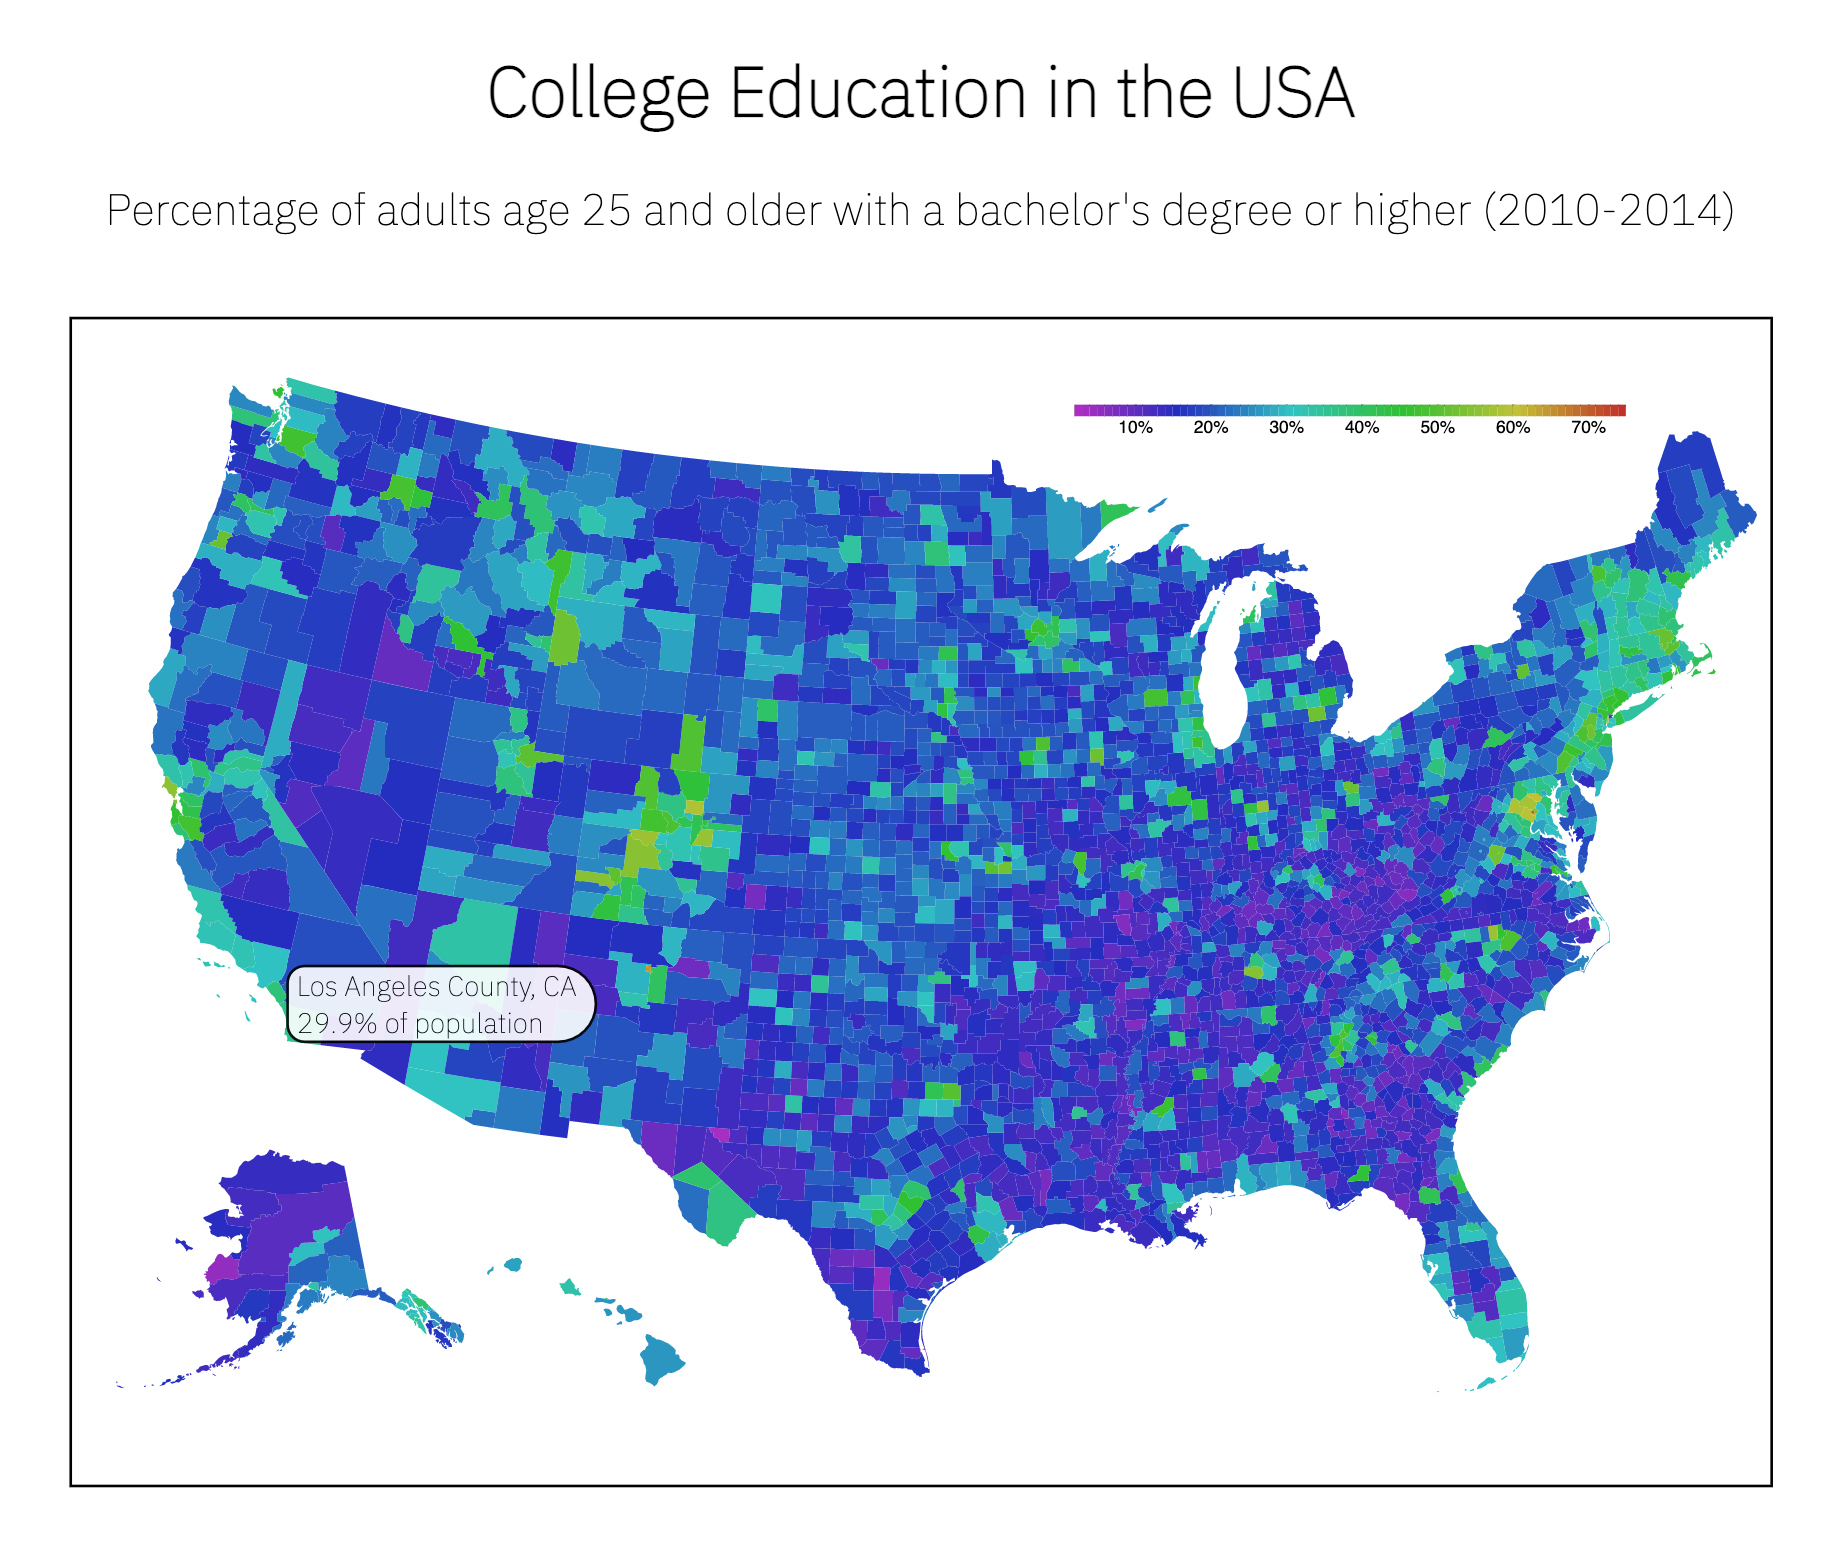 College Education in the USA
Percentage of adults age 25 and older with a bachelor's degree or higher (2010-2014)
10% 20% 30% 40% 50% 60% 70%
Los Angeles County, CA
29.9% of population